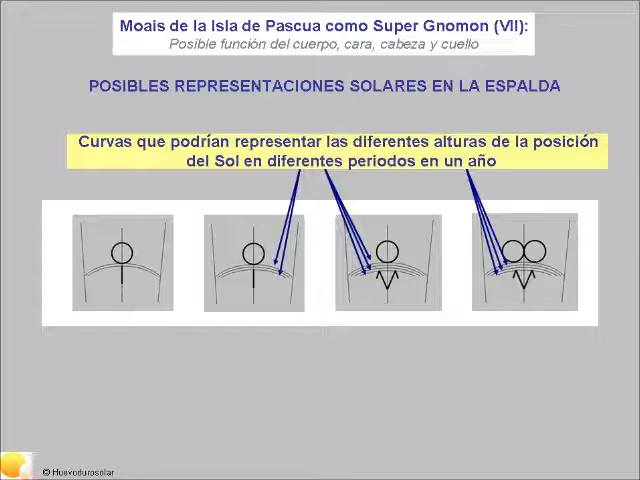 Moais de la Isla de Pascua como Super Gnomon (VII):
Posible función del cuerpo, cara, cabeza y cuello
POSIBLES REPRESENTACIONES SOLARES EN LA ESPALDA
Curvas que podrían representar las diferentes alturas de la posición
del Sol en diferentes periodos en un año
© Huevodurosolar